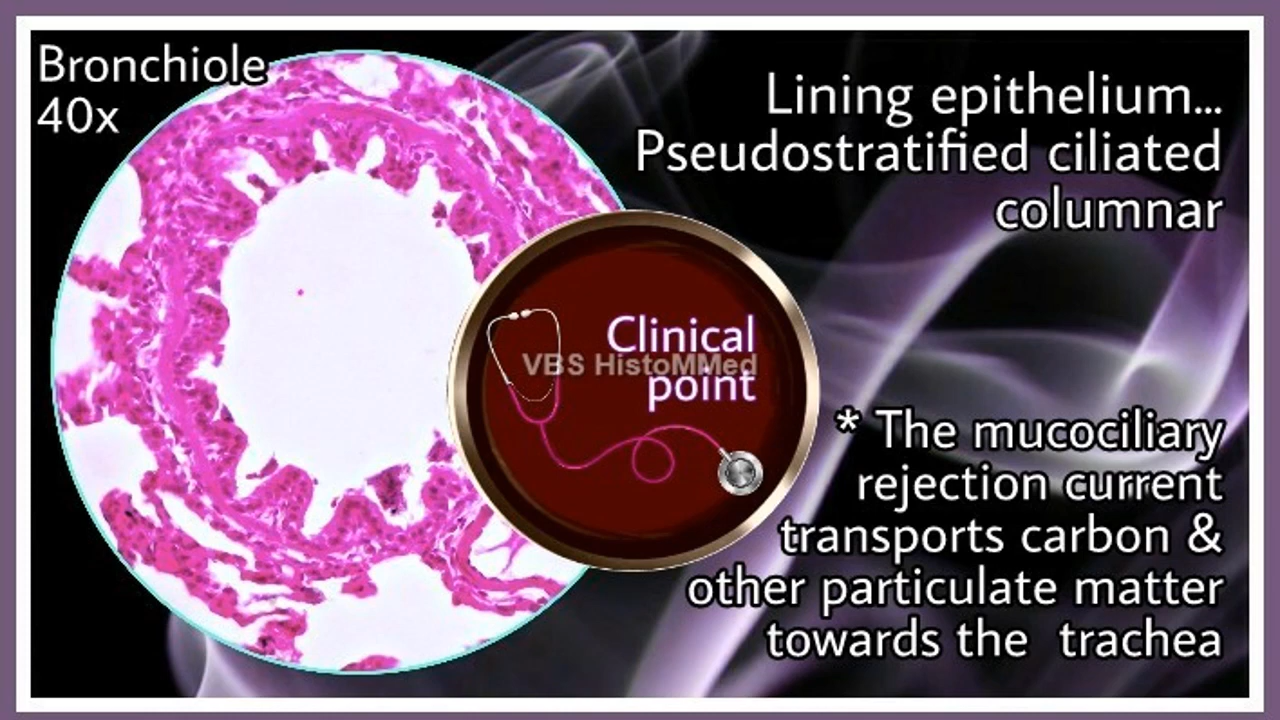 Bronchiole
40x
Lining epithelium...
Pseudostratified ciliated
columnar
Clinical
VBS HistoMMed
point
* The mucociliary
rejection current
transports carbon &
other particulate matter
towards the trachea